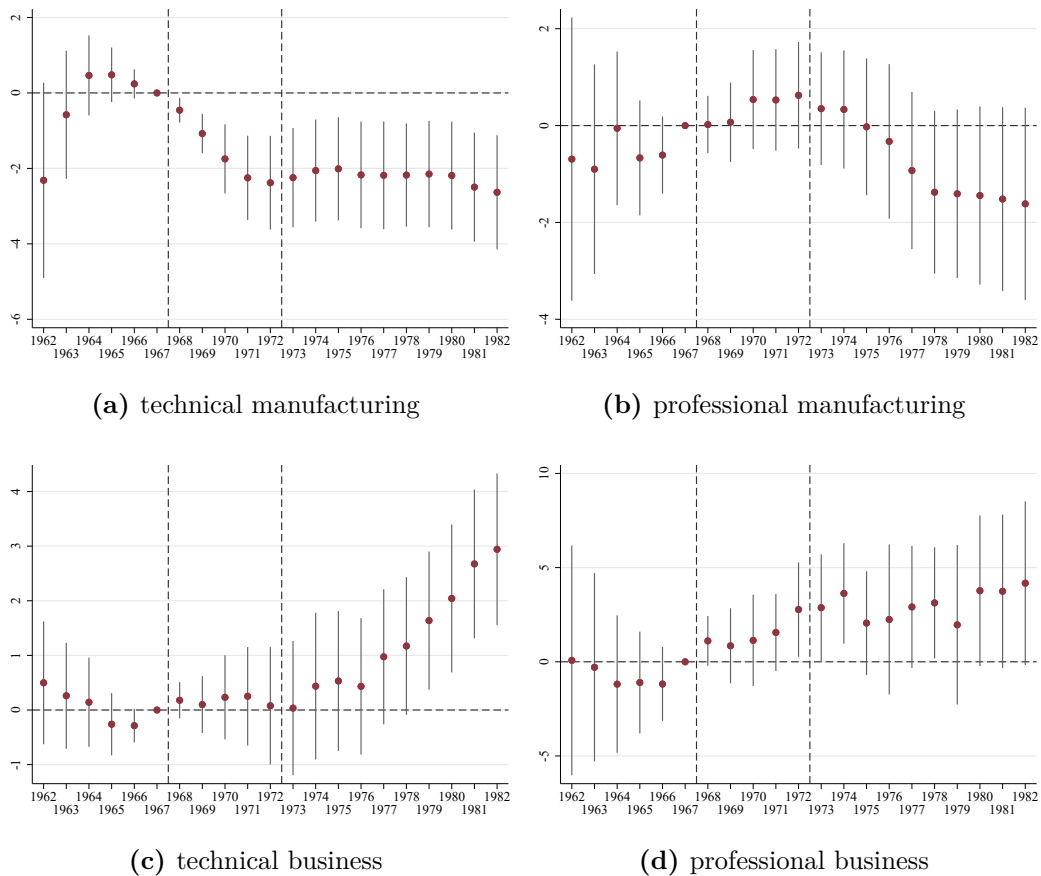 2
0
-2
-4
-6
1962 1964 1966 1968 1970 1972 1974 1976 1978 1980 1982
1963 1965 1967 1969 1971 1973 1975 1977 1979 1981
(a) technical manufacturing
2
0
-2
-4
1962 1964 1966 1968 1970 1972 1974 1976 1978 1980 1982
1963 1965 1967 1969 1971 1973 1975 1977 1979 1981
(b) professional manufacturing
4
3
2
1
0
-1
1962 1964 1966 1968 1970 1972 1974 1976 1978 1980 1982
1963 1965 1967 1969 1971 1973 1975 1977 1979 1981
(c) technical business
10
5
0
-5
1962 1964 1966 1968 1970 1972 1974 1976 1978 1980 1982
1963 1965 1967 1969 1971 1973 1975 1977 1979 1981
(d) professional business